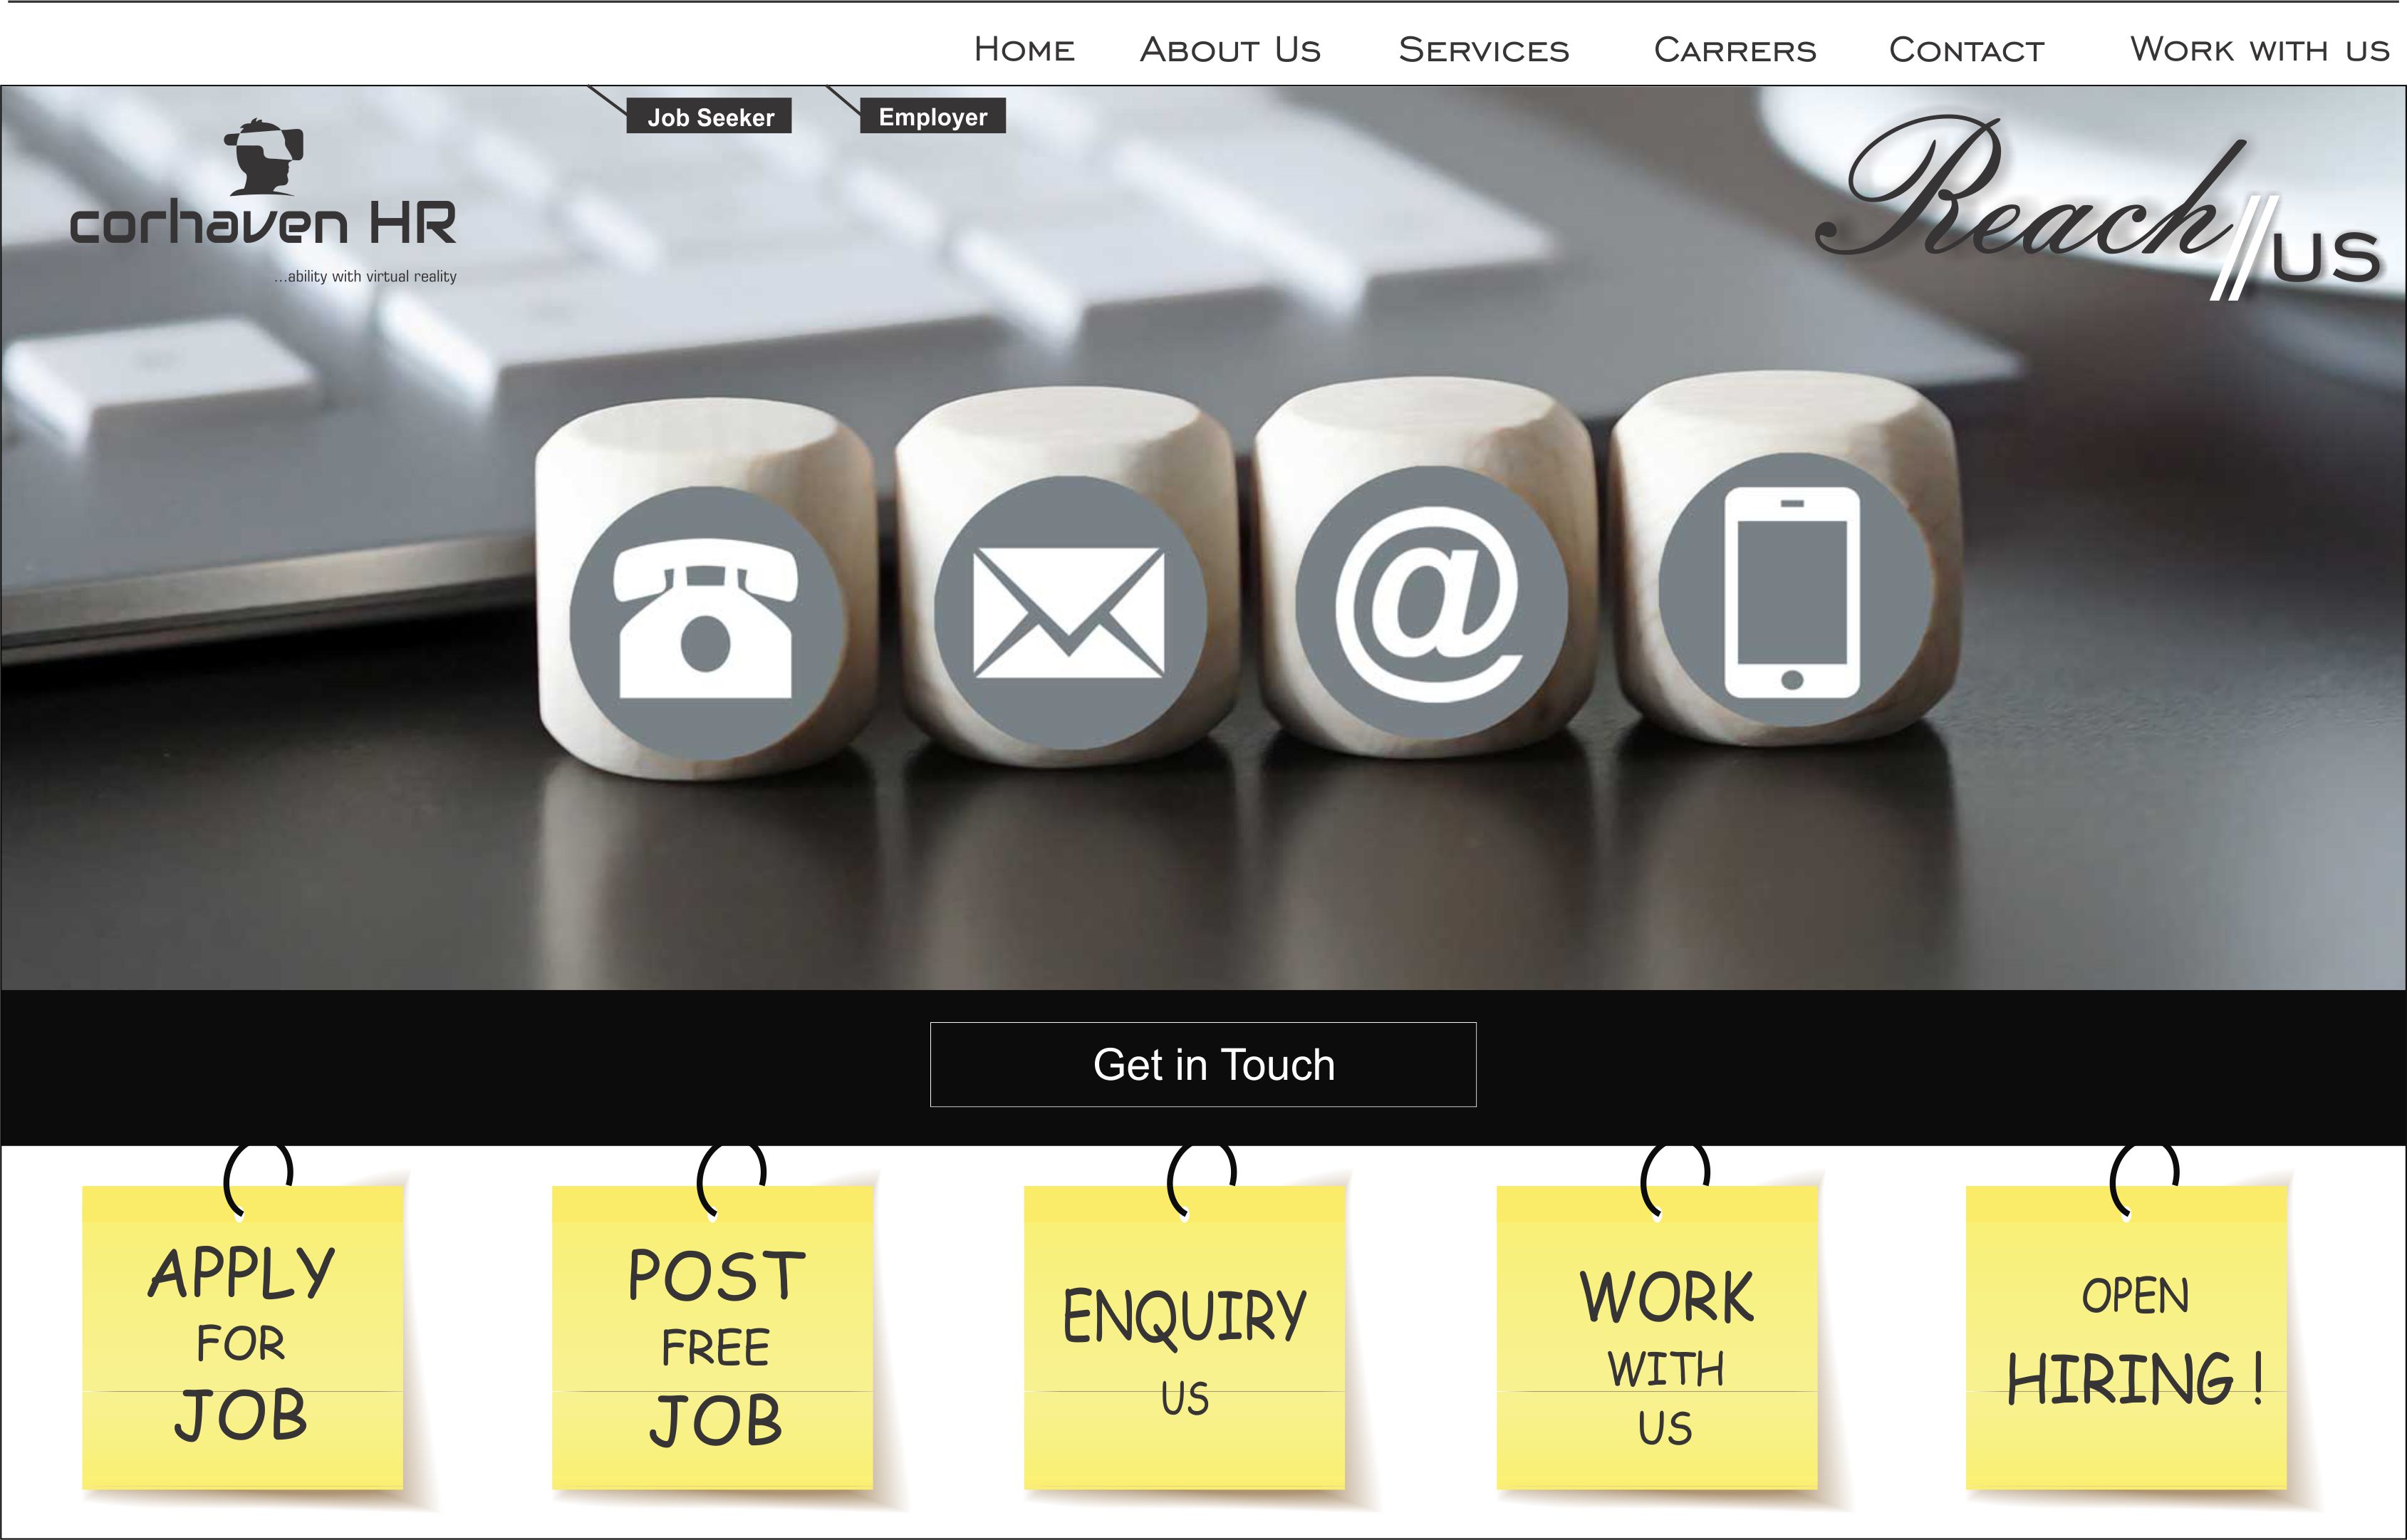 Home About Us Services Carrers Contact Work with us
Job Seeker Employer
corhaven HR
...ability with virtual reality
Reach//us
@
Get in Touch
APPLY
FOR
JOB
POST
FREE
JOB
ENQUIRY
US
WORK
WITH
US
OPEN
HIRING !